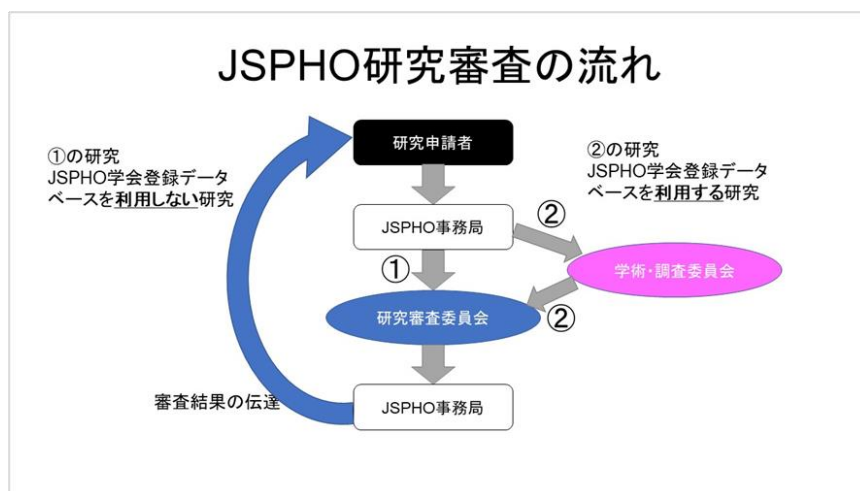 JSPHO研究審査の流れ
①の研究
JSPHO学会登録データ
ベースを利用しない研究
研究申請者
②の研究
JSPHO学会登録データ
ベースを利用する研究
JSPHO事務局
②
①
学術・調査委員会
研究審査委員会
②
審査結果の伝達
JSPHO事務局